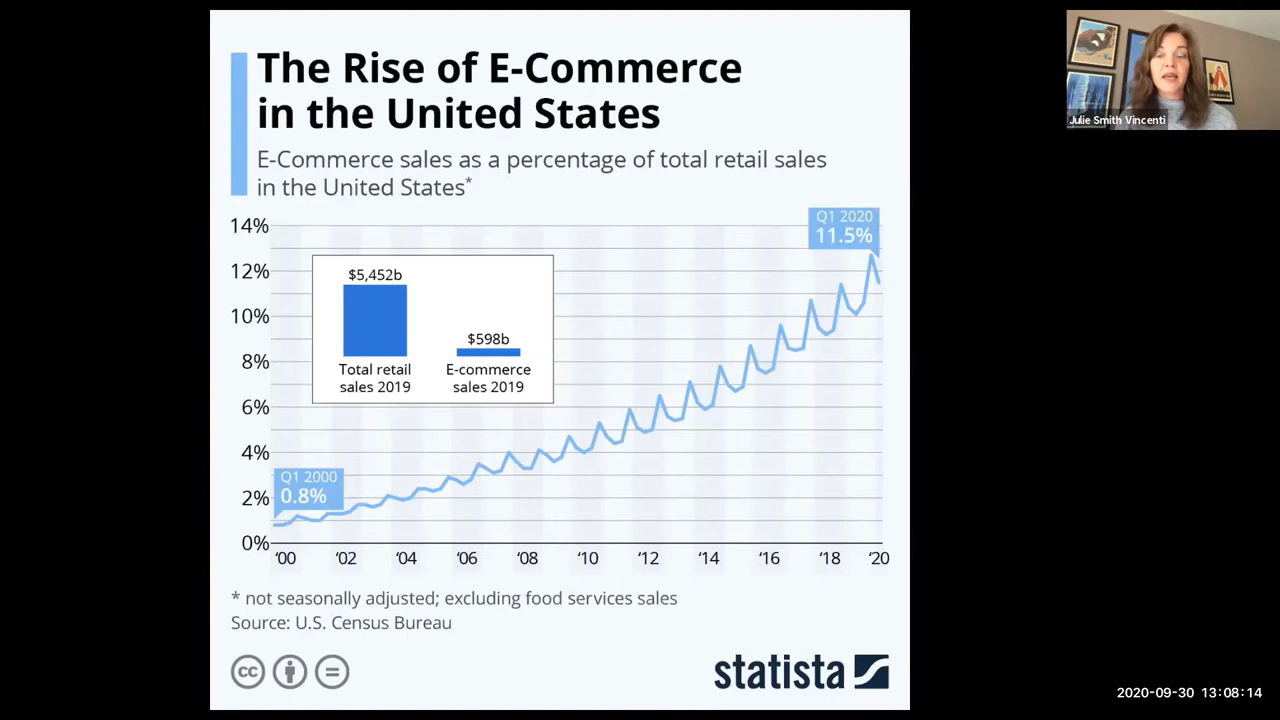 The Rise of E-Commerce
in the United States
E-Commerce sales as a percentage of total retail sales
in the United States*
14%
12%
10%
8%
6%
4%
2%
0%
Q1 2020
11.5%
$5,452b
$598b
Total retail
sales 2019
E-commerce
sales 2019
Q1 2000
0.8%
‘00 ‘02 ‘04 ‘06 ‘08 ‘10 ‘12 ‘14 ‘16 ‘18 ‘20
* not seasonally adjusted; excluding food services sales
Source: U.S. Census Bureau
cc
statista
Julie Smith Vincenti
2020-09-30 13:08:14